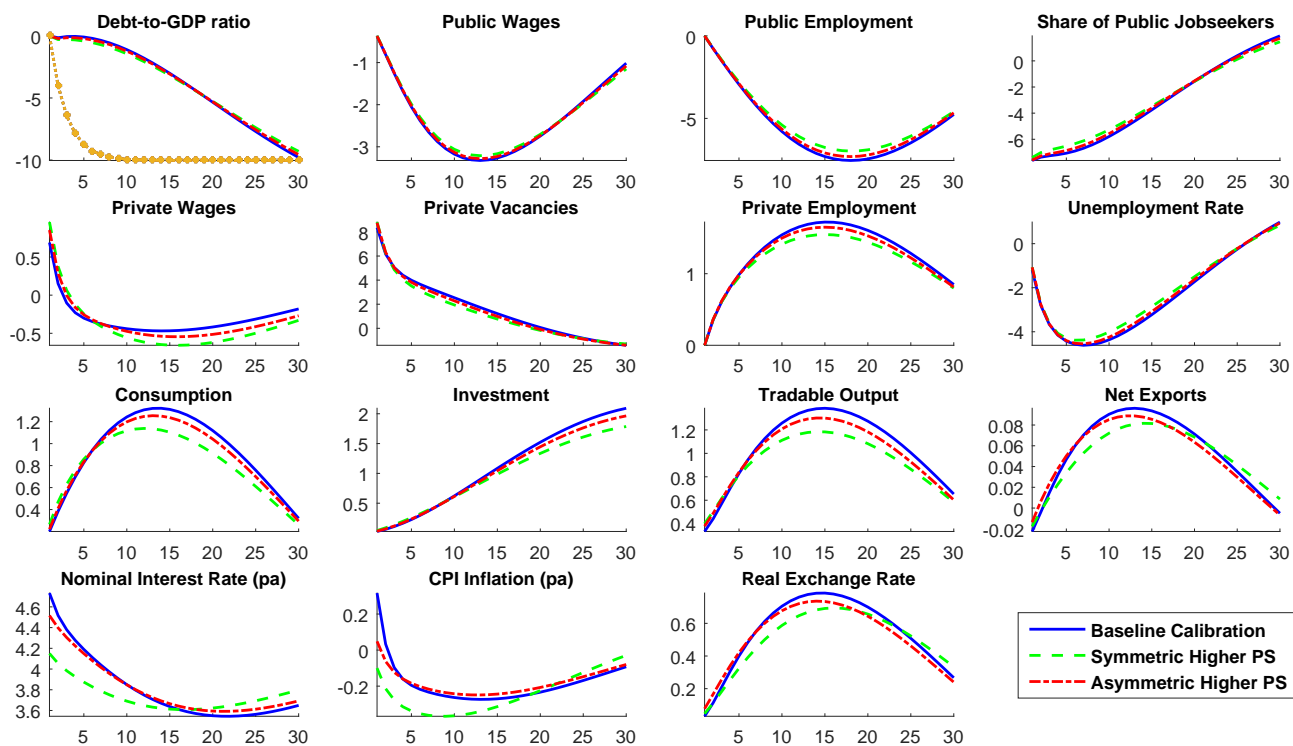 Debt-to-GDP ratio
0
-5
-10
5 10 15 20 25 30
Public Wages
-1
-2
-3
5 10 15 20 25 30
Public Employment
0
-5
5 10 15 20 25 30
Share of Public Jobseekers
0
-2
-4
-6
5 10 15 20 25 30
Private Wages
0.5
0
-0.5
5 10 15 20 25 30
Private Vacancies
8
6
4
2
0
5 10 15 20 25 30
Private Employment
1
0
5 10 15 20 25 30
Unemployment Rate
0
-2
-4
5 10 15 20 25 30
Consumption
1.2
1
0.8
0.6
0.4
5 10 15 20 25 30
Investment
2
1.5
1
0.5
5 10 15 20 25 30
Tradable Output
1.2
1
0.8
0.6
0.4
5 10 15 20 25 30
Net Exports
0.08
0.06
0.04
0.02
0
-0.02
5 10 15 20 25 30
Nominal Interest Rate (pa)
4.6
4.4
4.2
4
3.8
3.6
5 10 15 20 25 30
CPI Inflation (pa)
0.2
0
-0.2
5 10 15 20 25 30
Real Exchange Rate
0.6
0.4
0.2
5 10 15 20 25 30
Baseline Calibration
Symmetric Higher PS
Asymmetric Higher PS